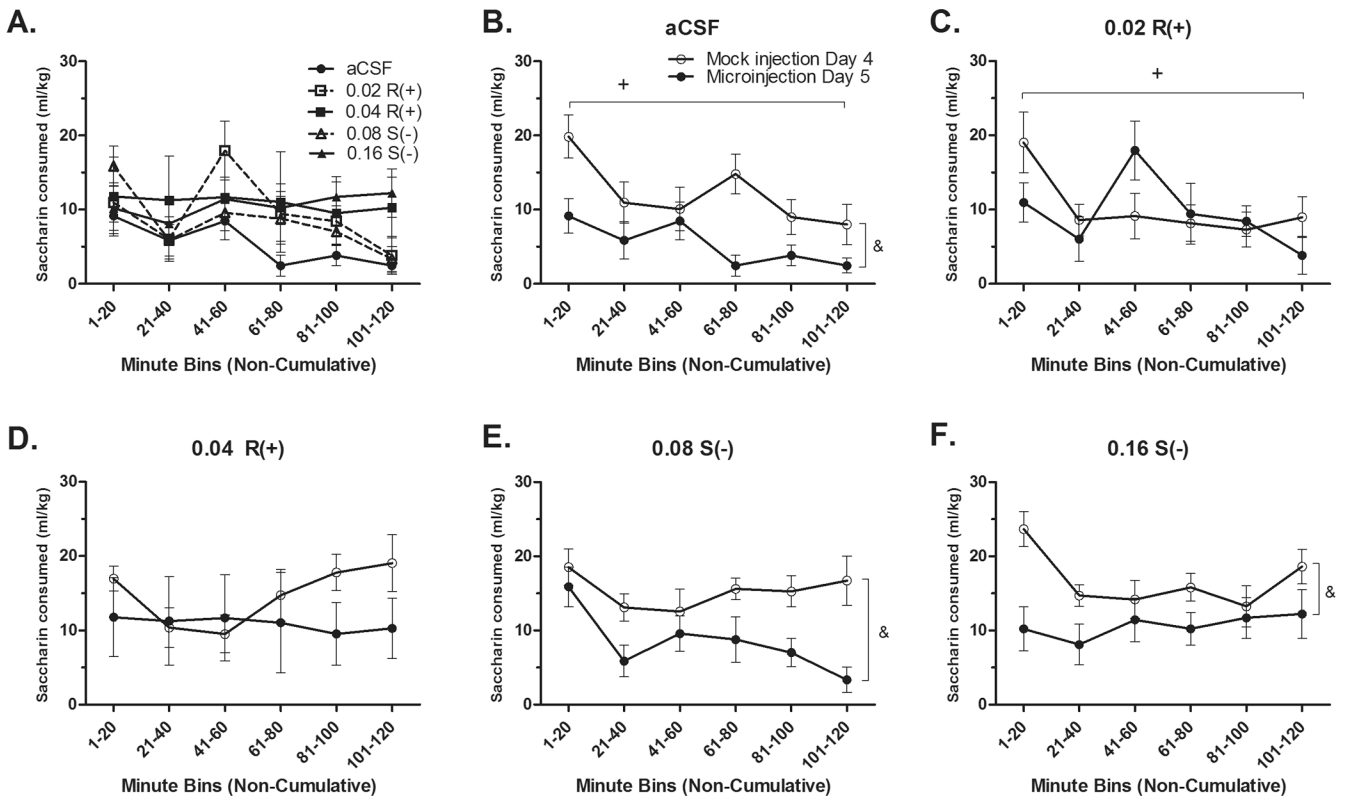 A.
Saccharin consumed (ml/kg)
30
20
10
0
aCSF
0.02 R(+)
0.04 R(+)
0.08 S(-)
0.16 S(-)
1-20
21-40
41-60
61-80
81-100
101-120
Minute Bins (Non-Cumulative)
B.
aCSF
Saccharin consumed (ml/kg)
30
20
10
0
Mock injection Day 4
Microinjection Day 5
+
&
1-20
21-40
41-60
61-80
81-100
101-120
Minute Bins (Non-Cumulative)
C.
0.02 R(+)
Saccharin consumed (ml/kg)
30
20
10
0
+
1-20
21-40
41-60
61-80
81-100
101-120
Minute Bins (Non-Cumulative)
D.
0.04 R(+)
Saccharin consumed (ml/kg)
30
20
10
0
1-20
21-40
41-60
61-80
81-100
101-120
Minute Bins (Non-Cumulative)
E.
0.08 S(-)
Saccharin consumed (ml/kg)
30
20
10
0
&
1-20
21-40
41-60
61-80
81-100
101-120
Minute Bins (Non-Cumulative)
F.
0.16 S(-)
Saccharin consumed (ml/kg)
30
20
10
0
&
1-20
21-40
41-60
61-80
81-100
101-120
Minute Bins (Non-Cumulative)